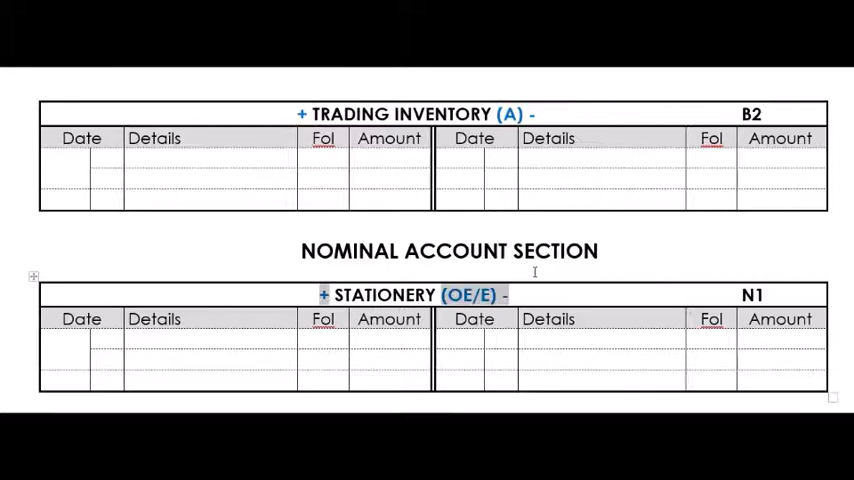 + TRADING INVENTORY (A) - B2
Date Details Fol Amount Date Details Fol Amount
NOMINAL ACCOUNT SECTION
+ STATIONERY (OE/E) - N1
Date Details Fol Amount Date Details Fol Amount